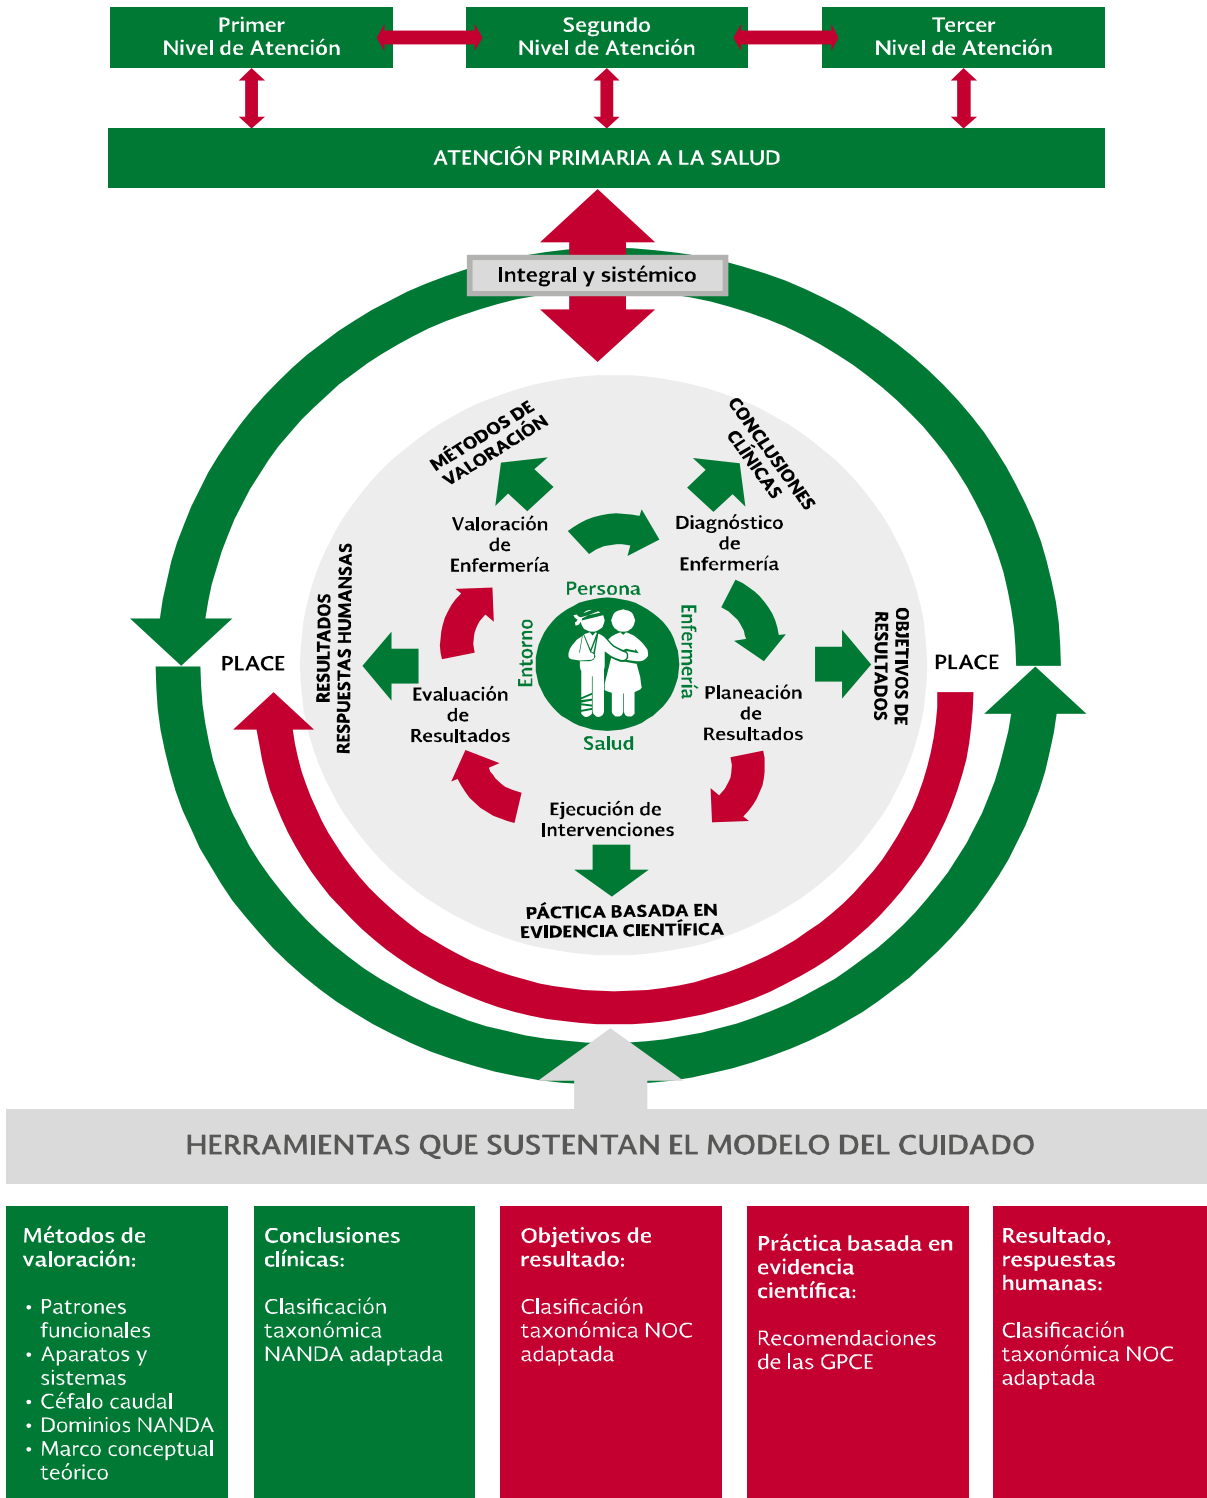 Primer
Nivel de Atención
Segundo
Nivel de Atención
Tercer
Nivel de Atención
ATENCIÓN PRIMARIA A LA SALUD
Integral y sistémico
MÉTODOS DE
VALORACIÓN
CONCLUSIONES
CLÍNICAS
Valoración
de
Enfermería
Diagnóstico
de
Enfermería
RESULTADOS
RESPUESTAS HUMANSAS
Persona
Entorno
Enfermería
Salud
OBJETIVOS DE
RESULTADOS
PLACE
PLACE
Evaluación
de
Resultados
Planeación
de
Resultados
Ejecución de
Intervenciones
PÁCTICA BASADA EN
EVIDENCIA CIENTÍFICA
HERRAMIENTAS QUE SUSTENTAN EL MODELO DEL CUIDADO
Métodos de
valoración:
• Patrones
funcionales
• Aparatos y
sistemas
• Céfalo caudal
• Dominios NANDA
• Marco conceptual
teórico
Conclusiones
clínicas:
Clasificación
taxonómica
NANDA adaptada
Objetivos de
resultado:
Clasificación
taxonómica NOC
adaptada
Práctica basada en
evidencia
científica:
Recomendaciones
de las GPCE
Resultado,
respuestas
humanas:
Clasificación
taxonómica NOC
adaptada